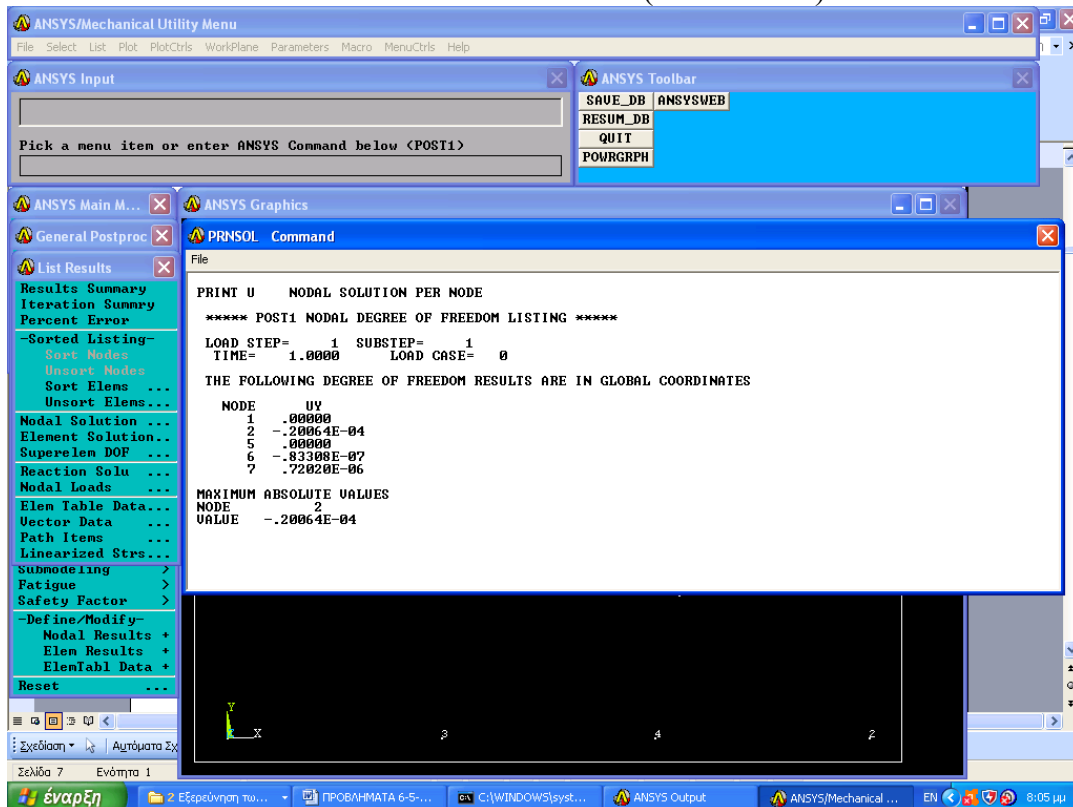 ANSYS/Mechanical Utility Menu
File Select List Plot PlotCtrls WorkPlane Parameters Macro MenuCtrls Help
ANSYS Input
Pick a menu item or enter ANSYS Command below (POST1)
ANSYS Toolbar
SAVE_DB ANSYSWEB
RESUM_DB
QUIT
POWRGRPH
ANSYS Main M...
General Postproc
List Results
Results Summary
Iteration Summry
Percent Error
-Sorted Listing-
Sort Nodes
Unsort Nodes
Sort Elems ...
Unsort Elems...
Nodal Solution ...
Element Solution..
Superelem DOF ...
Reaction Solu ...
Nodal Loads ...
Elem Table Data...
Vector Data ...
Path Items ...
Linearized Strs...
Submodeling >
Fatigue >
Safety Factor >
-Define/Modify-
Nodal Results +
Elem Results +
ElemTabl Data +
Reset ...
ANSYS Graphics
PRNSOL Command
File
PRINT U NODAL SOLUTION PER NODE
***** POST1 NODAL DEGREE OF FREEDOM LISTING *****
LOAD STEP= 1 SUBSTEP= 1
TIME= 1.0000 LOAD CASE= 0
THE FOLLOWING DEGREE OF FREEDOM RESULTS ARE IN GLOBAL COORDINATES
NODE UY
1 .00000
2 -.20064E-04
5 .00000
6 -.83308E-07
7 .72020E-06
MAXIMUM ABSOLUTE VALUES
NODE 2
VALUE -.20064E-04
Y
X 3 4 2
Σχεδίαση Αυτόματα Σχ
Σελίδα 7 Ενότητα 1
έναρξη 2 Εξερεύνηση τω... ΠΡΟΒΛΗΜΑΤΑ 6-5-... C:\WINDOWS\syst... ANSYS Output ANSYS/Mechanical ... EN 8:05 μμ